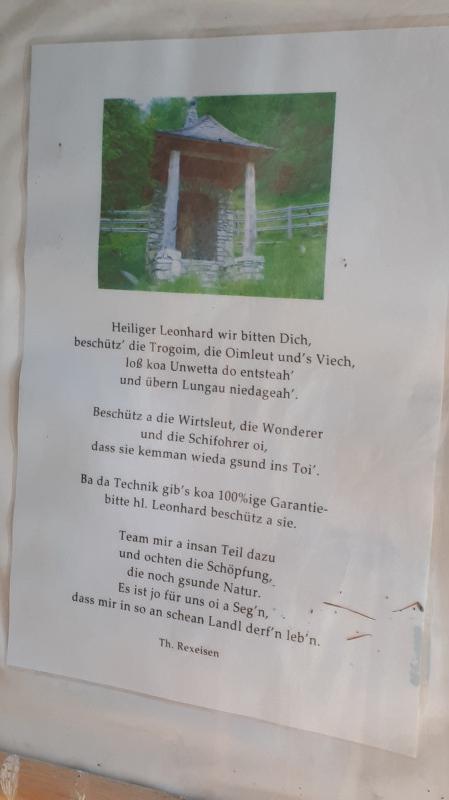 Heiliger Leonhard wir bitten Dich,
beschütz' die Trogoim, die Oimleut und's Viech,
loß koa Unwetta do entsteah'
und übern Lungau niedageah'.
Beschütz a die Wirtsleut, die Wonderer
und die Schifohrer oi,
dass sie kemman wieda gsund ins Toi'.
Ba da Technik gib's koa 100%ige Garantie-
bitte hl. Leonhard beschütz a sie.
Team mir a insan Teil dazu
und ochten die Schöpfung,
die noch gsunde Natur.
Es ist jo für uns oi a Seg'n,
dass mir in so an schean Landl derf'n leb'n.
Th. Rexeisen